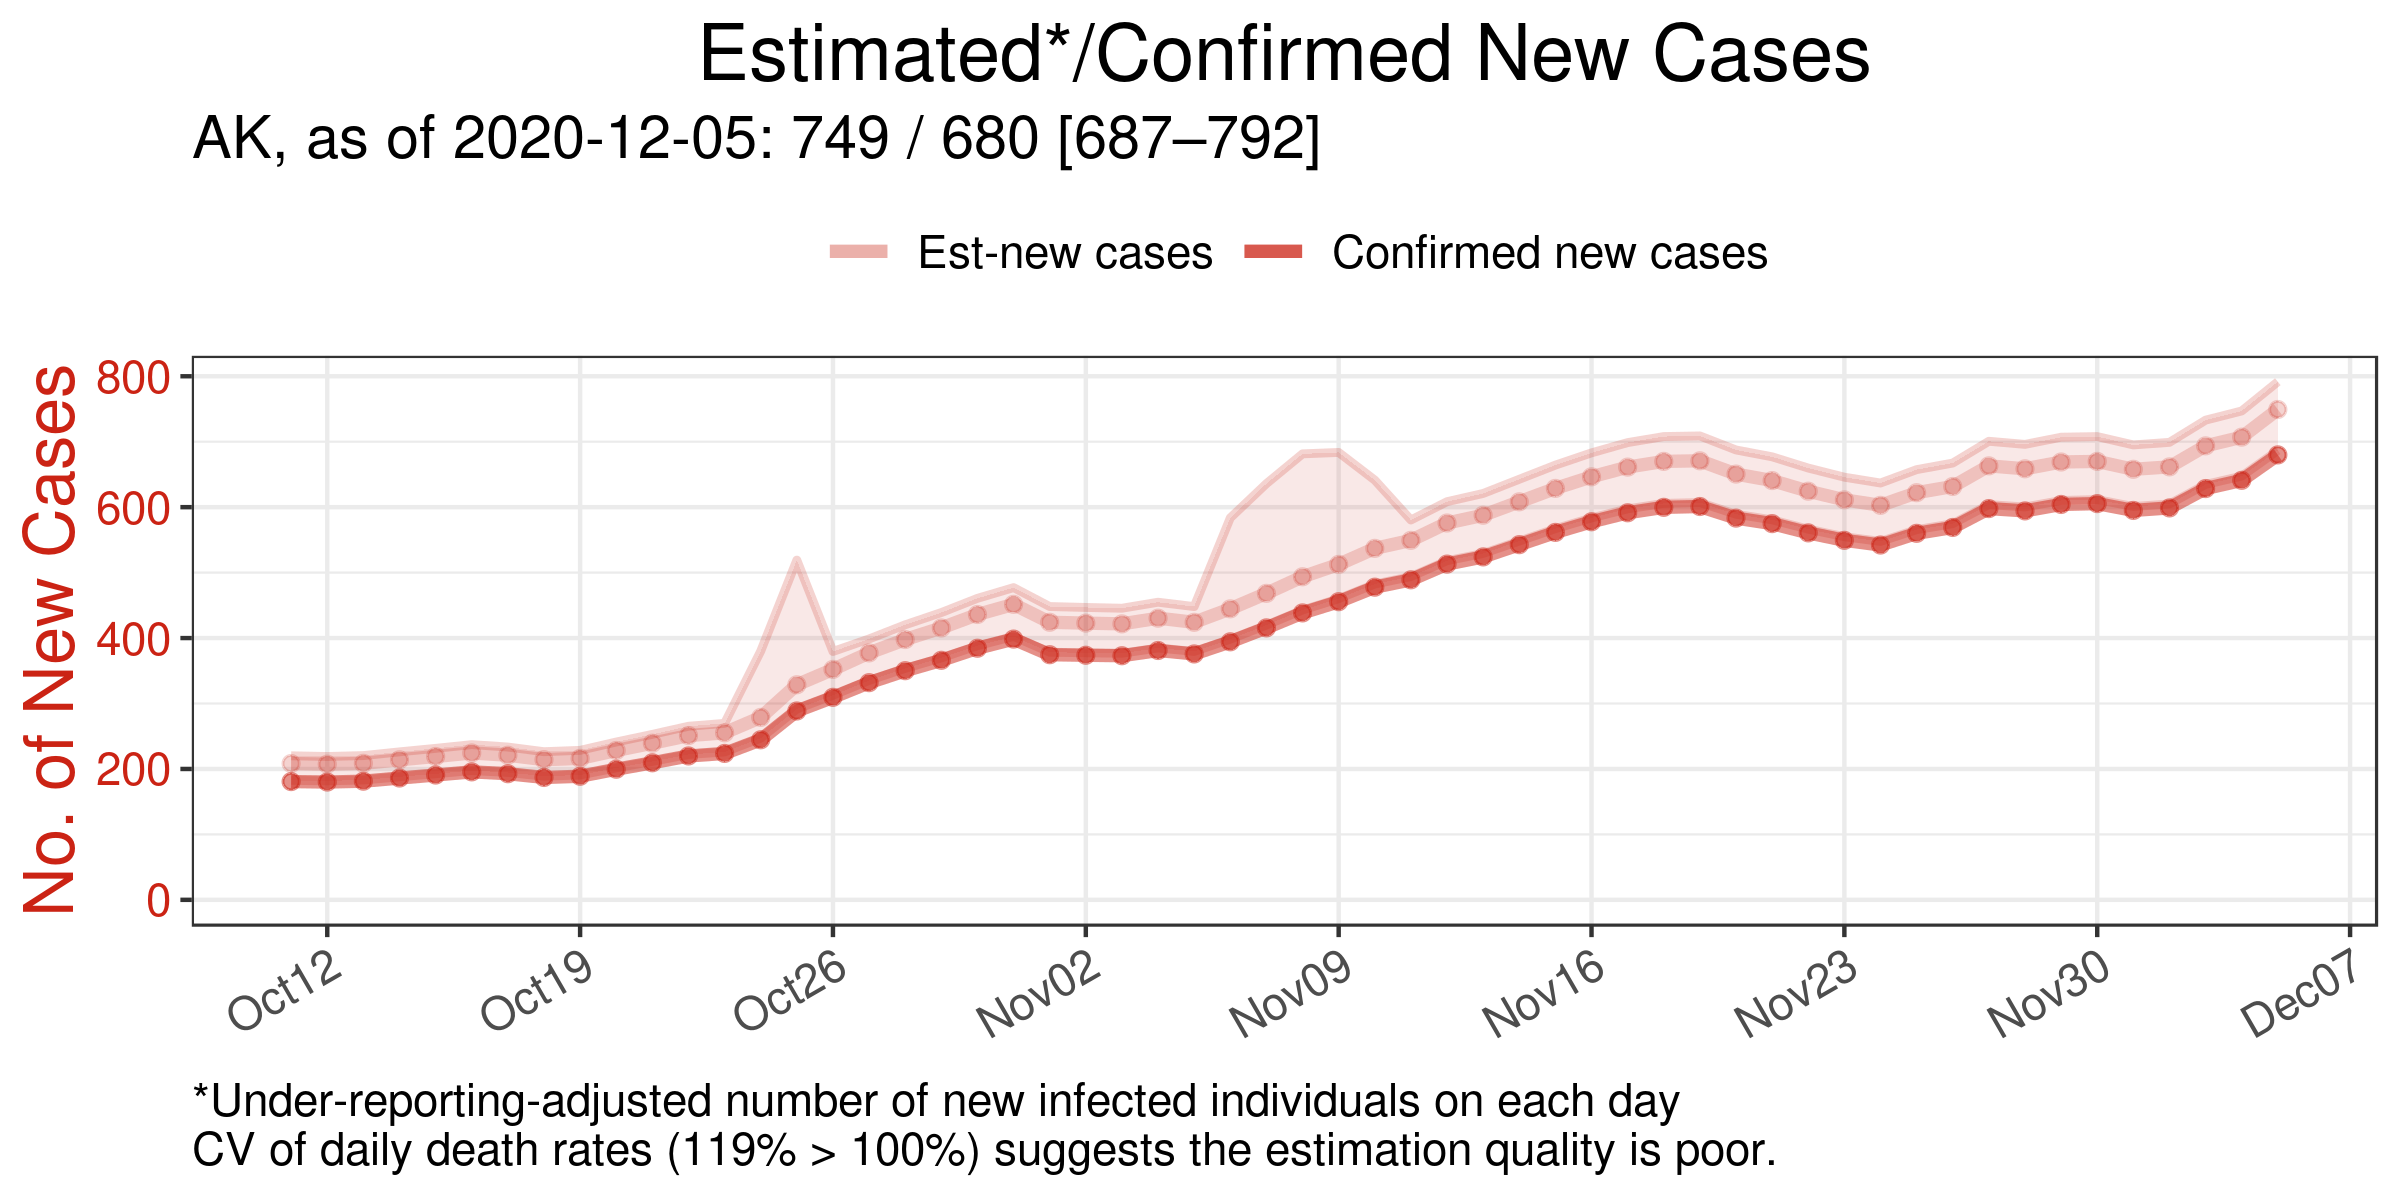 Estimated*/Confirmed New Cases
AK, as of 2020-12-05: 749 / 680 [687–792]
Est-new cases Confirmed new cases
No. of New Cases
800
600
400
200
0
Oct12 Oct19 Oct26 Nov02 Nov09 Nov16 Nov23 Nov30 Dec07
*Under-reporting-adjusted number of new infected individuals on each day
CV of daily death rates (119% > 100%) suggests the estimation quality is poor.